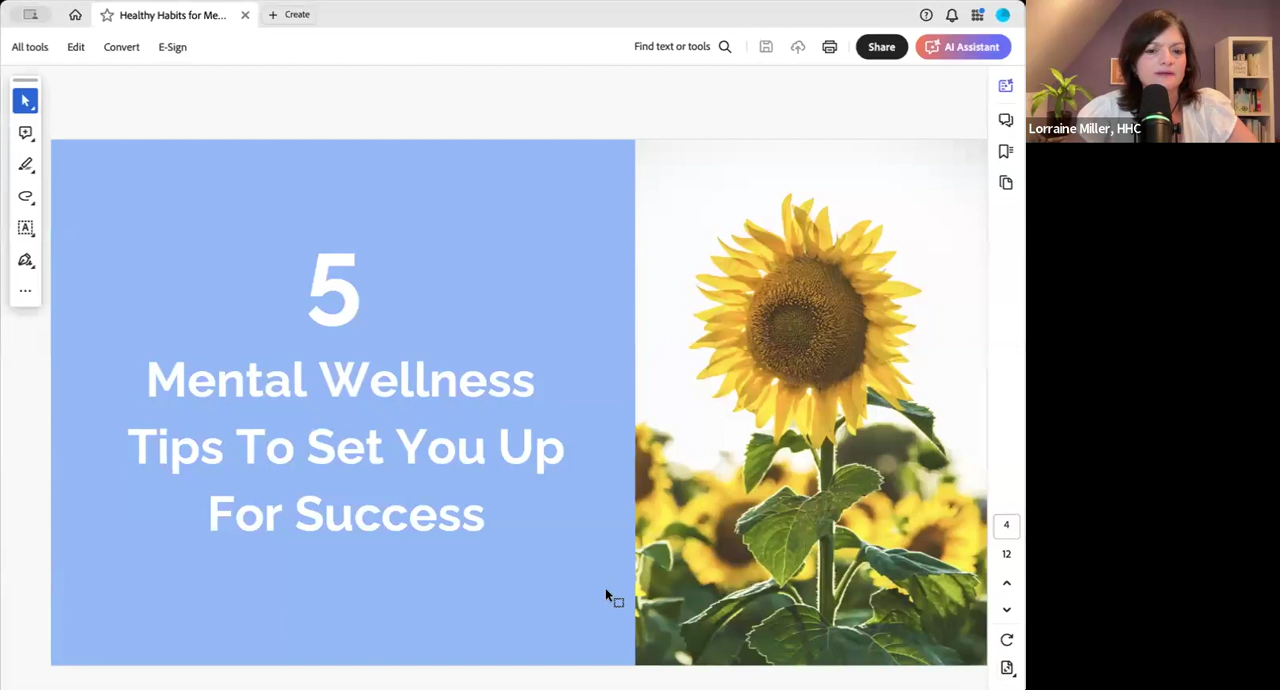 Healthy Habits for Me...
Create
All tools
Edit
Convert
E-Sign
Find text or tools
Share
AI Assistant
Lorraine Miller, HHC
5
Mental Wellness
Tips To Set You Up
For Success
4
12